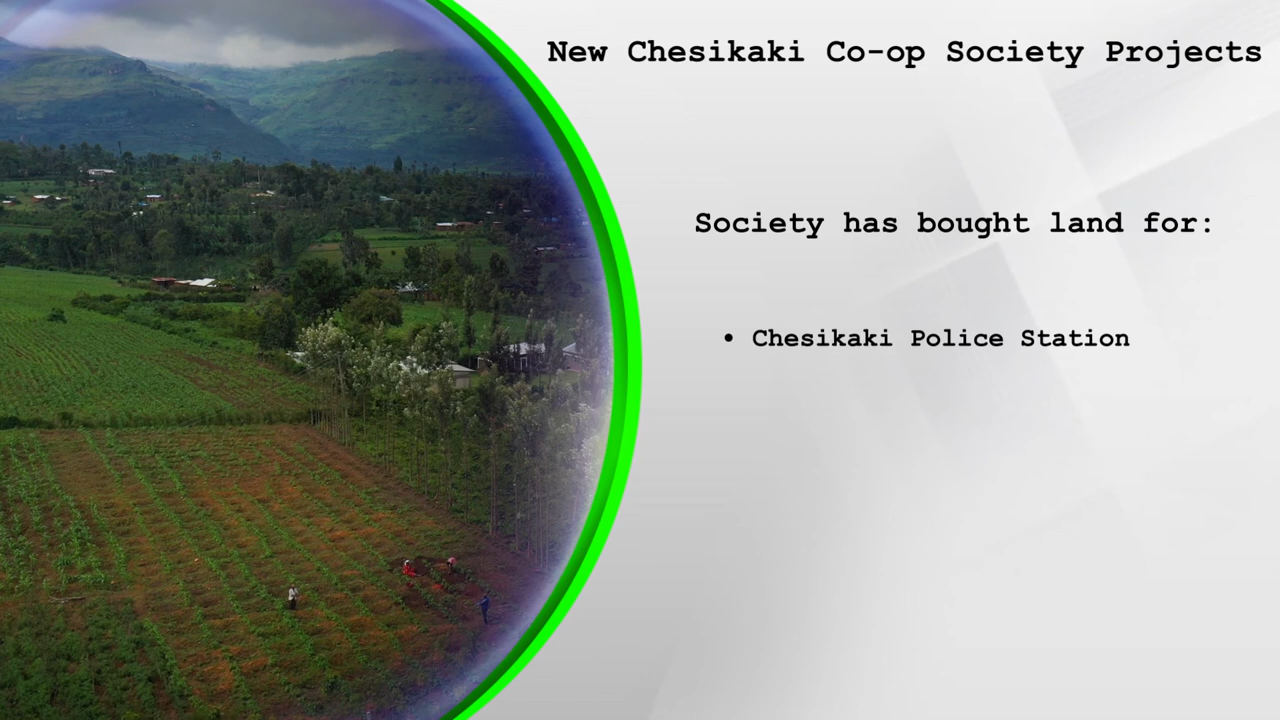 New Chesikaki Co-op Society Projects
Society has bought land for:
• Chesikaki Police Station